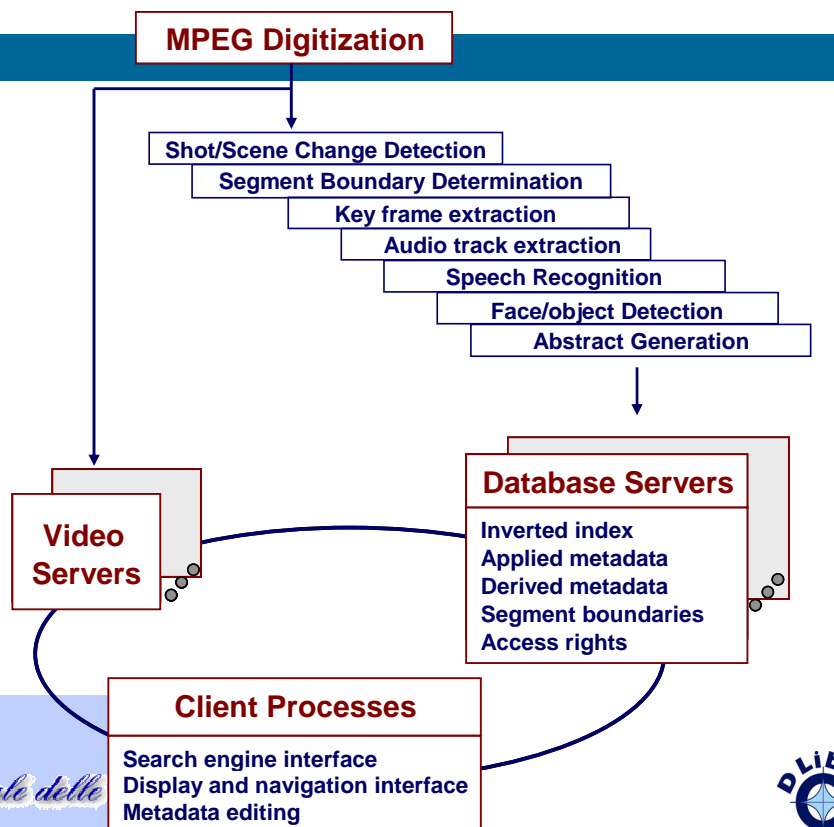 MPEG Digitization
Shot/Scene Change Detection
Segment Boundary Determination
Key frame extraction
Audio track extraction
Speech Recognition
Face/object Detection
Abstract Generation
Database Servers
Inverted index
Applied metadata
Derived metadata
Segment boundaries
Access rights
Video
Servers
Client Processes
Search engine interface
Display and navigation interface
Metadata editing
delle